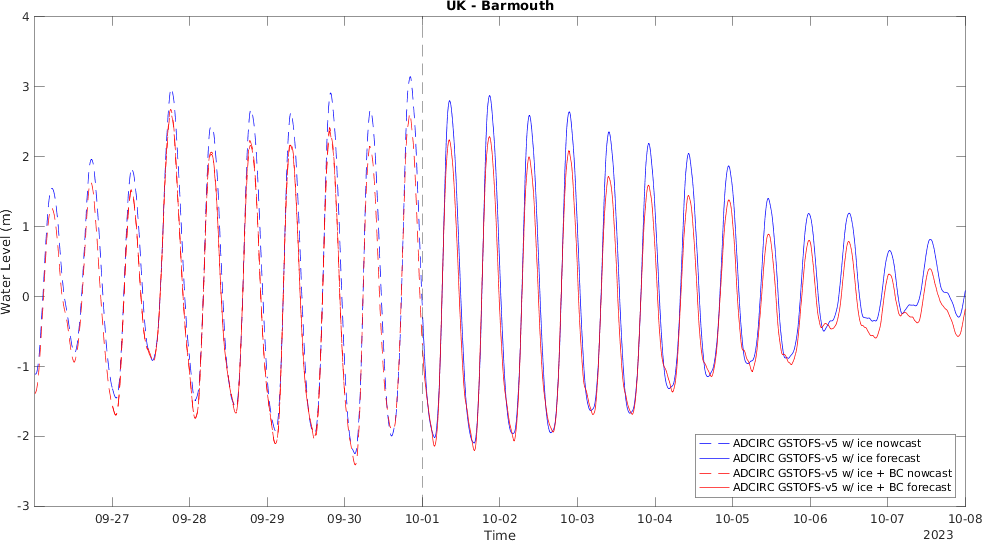 UK - Barmouth
4
3
2
1
0
-1
-2
-3
Water Level (m)
ADCIRC GSTOFS-v5 w/ ice nowcast
ADCIRC GSTOFS-v5 w/ ice forecast
ADCIRC GSTOFS-v5 w/ ice + BC nowcast
ADCIRC GSTOFS-v5 w/ ice + BC forecast
09-27 09-28 09-29 09-30 10-01 10-02 10-03 10-04 10-05 10-06 10-07 10-08
Time
2023